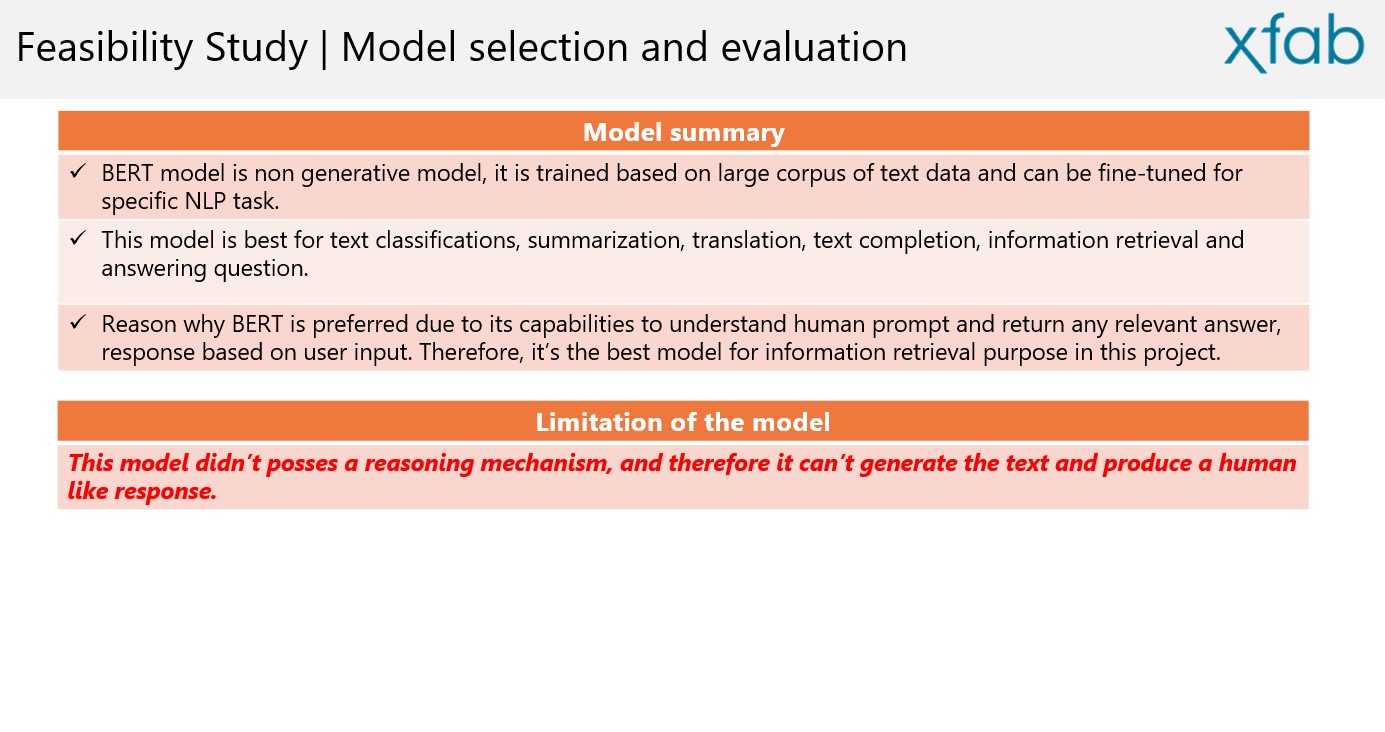 Feasibility Study | Model selection and evaluation
xfab
Model summary
✓ BERT model is non generative model, it is trained based on large corpus of text data and can be fine-tuned for
specific NLP task.
✓ This model is best for text classifications, summarization, translation, text completion, information retrieval and
answering question.
✓ Reason why BERT is preferred due to its capabilities to understand human prompt and return any relevant answer,
response based on user input. Therefore, it’s the best model for information retrieval purpose in this project.
Limitation of the model
This model didn’t posses a reasoning mechanism, and therefore it can’t generate the text and produce a human
like response.